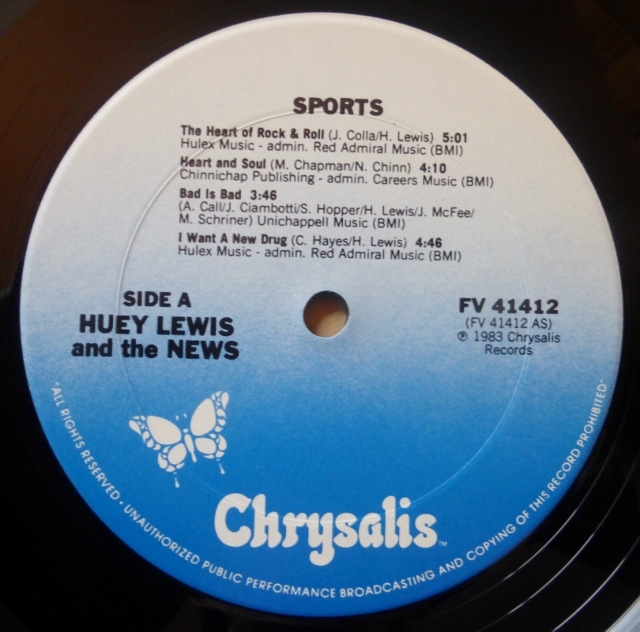 SPORTS
The Heart of Rock & Roll (J. Colla/H. Lewis) 5:01
Hulex Music - admin. Red Admiral Music (BMI)
Heart and Soul (M. Chapman/N. Chinn) 4:10
Chinnichap Publishing - admin. Careers Music (BMI)
Bad Is Bad 3:46
(A. Call/J. Ciambotti/S. Hopper/H. Lewis/J. McFee/
M. Schriner) Unichappell Music (BMI)
I Want A New Drug (C. Hayes/H. Lewis) 4:46
Hulex Music - admin. Red Admiral Music (BMI)
SIDE A
HUEY LEWIS
and the NEWS
FV 41412
(FV 41412 AS)
℗ 1983 Chrysalis
Records
Chrysalis™
"ALL RIGHTS RESERVED · UNAUTHORIZED PUBLIC PERFORMANCE BROADCASTING AND COPYING OF THIS RECORD PROHIBITED"